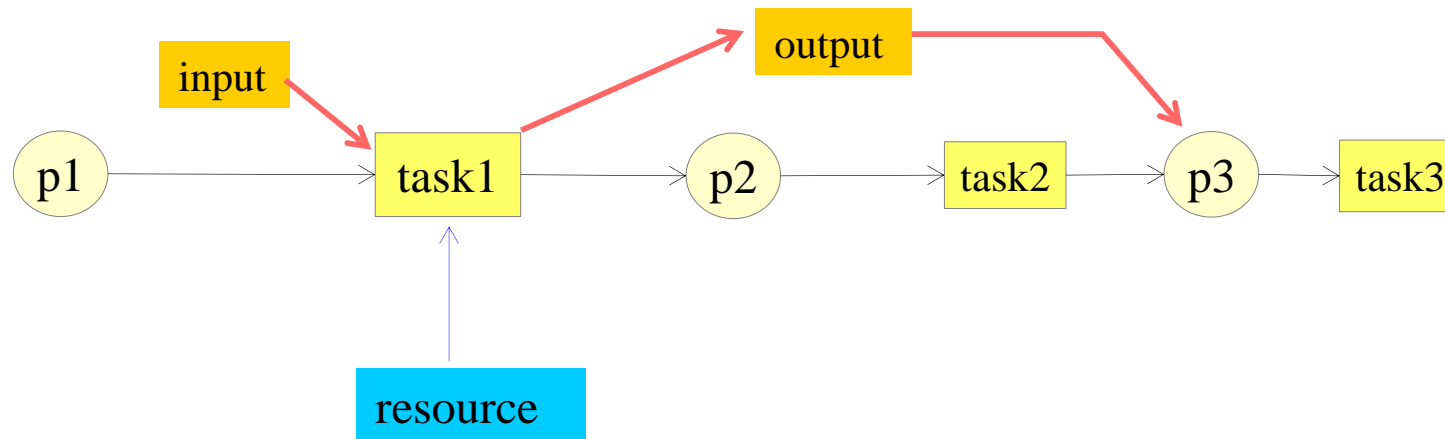 input
output
p1
task1
p2
task2
p3
task3
resource